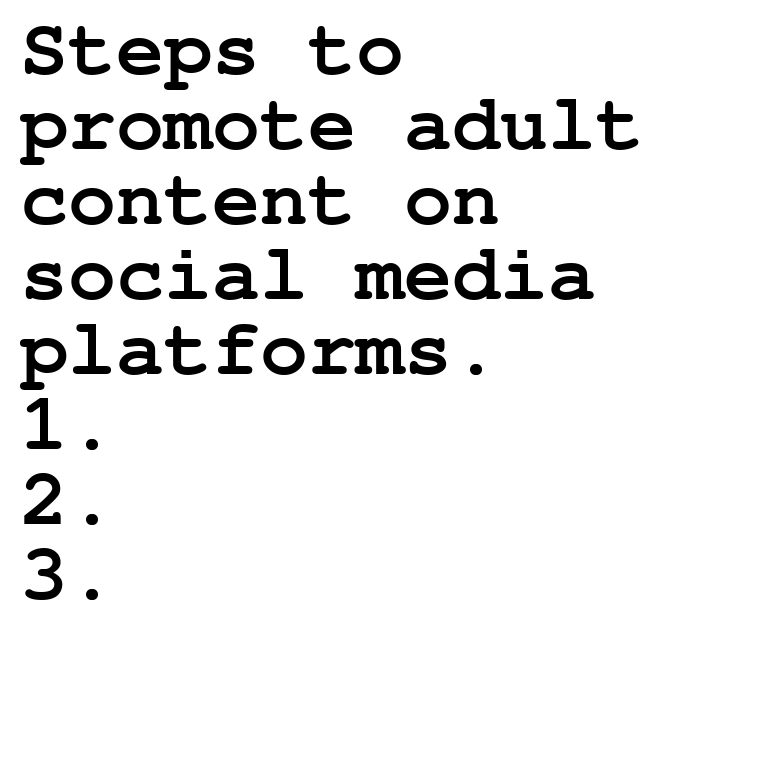 Steps to
promote adult
content on
social media
platforms.
1.
2.
3.